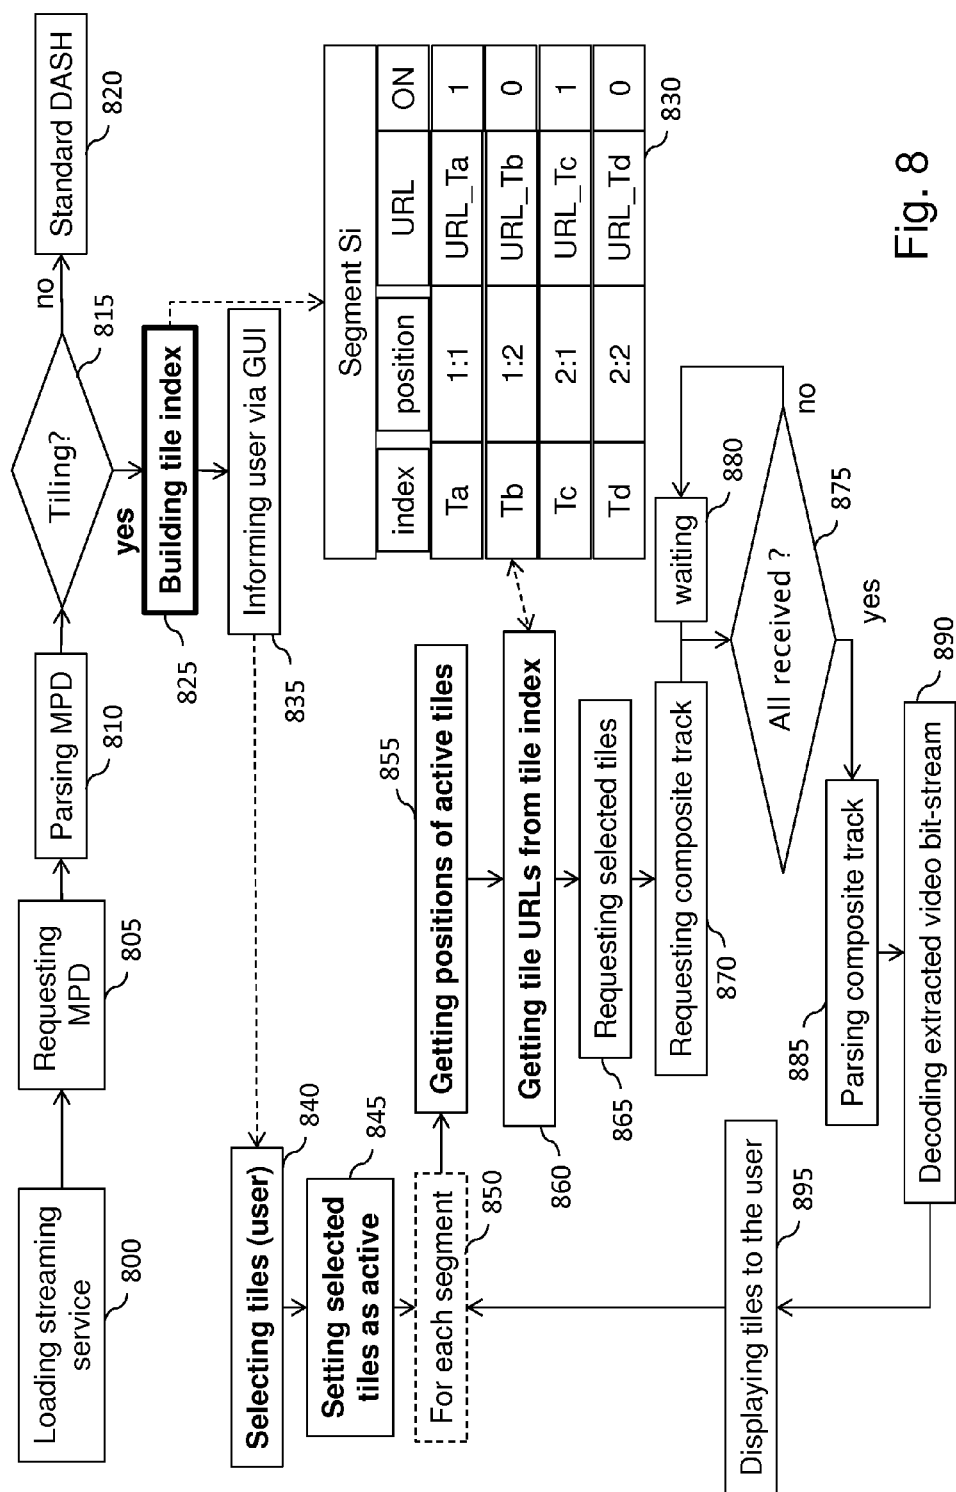 Loading streaming
service
800
Requesting
MPD
805
Parsing MPD
810
Tiling?
815
no
Standard DASH
820
yes
Building tile index
825
Informing user via GUI
835
Segment Si
index position URL ON
Ta 1:1 URL_Ta 1
Tb 1:2 URL_Tb 0
Tc 2:1 URL_Tc 1
Td 2:2 URL_Td 0
830
Selecting tiles (user)
840
Setting selected
tiles as active
845
For each segment
850
Getting positions of active tiles
855
Getting tile URLs from tile index
860
Requesting selected tiles
865
Requesting composite track
870
waiting
880
All received ?
875
no
yes
Parsing composite track
885
Decoding extracted video bit-stream
890
Displaying tiles to the user
895
Fig. 8